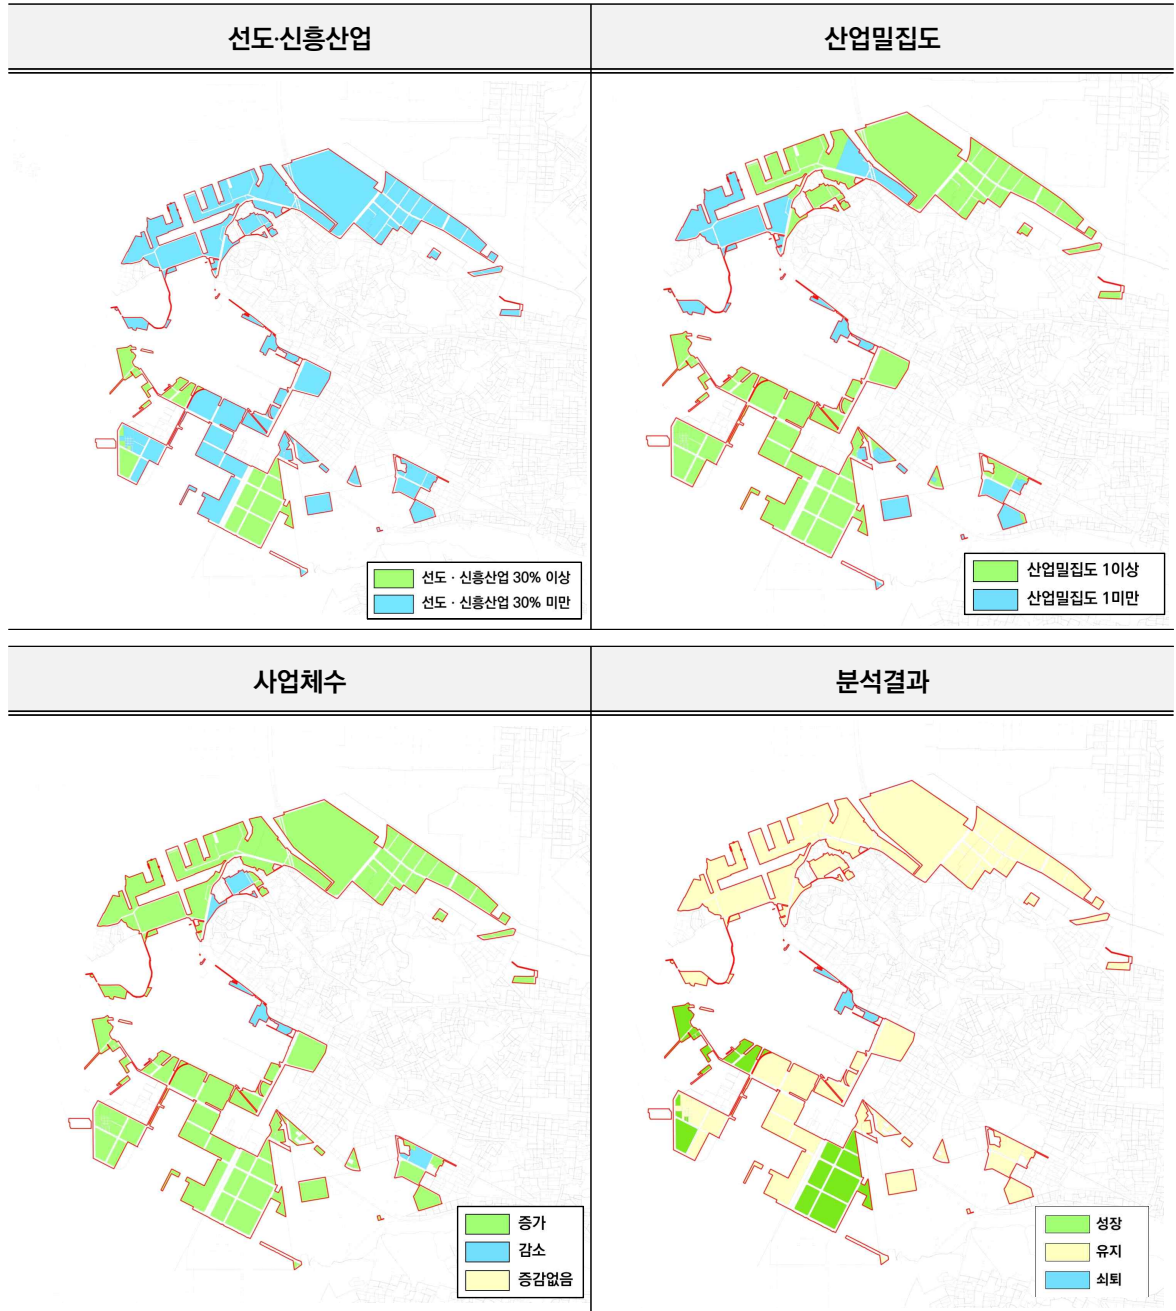 선도·신흥산업
산업밀집도
선도 · 신흥산업 30% 이상
선도 · 신흥산업 30% 미만
산업밀집도 1이상
산업밀집도 1미만
사업체수
분석결과
증가
감소
증감없음
성장
유지
쇠퇴